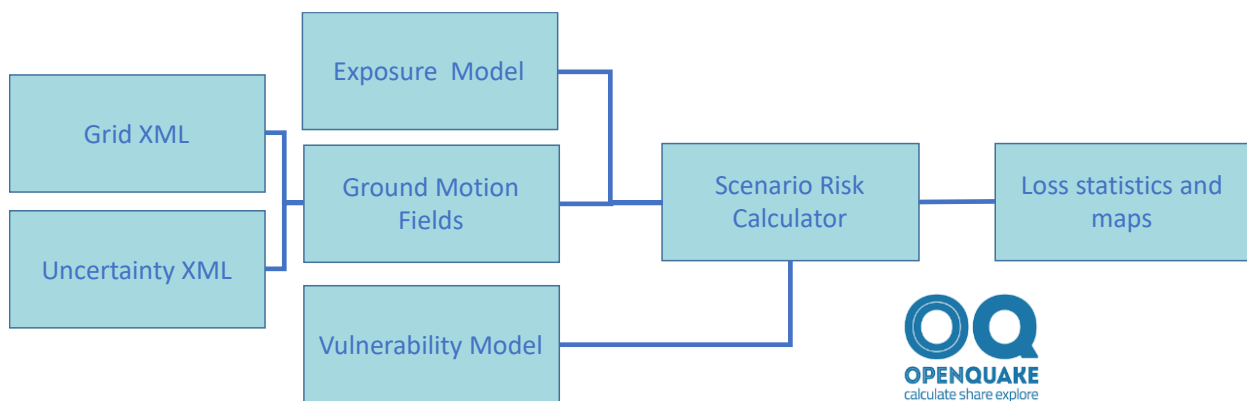 Exposure Model
Grid XML
Ground Motion
Fields
Scenario Risk
Calculator
Loss statistics and
maps
Uncertainty XML
Vulnerability Model
OQ
OPENQUAKE
calculate share explore